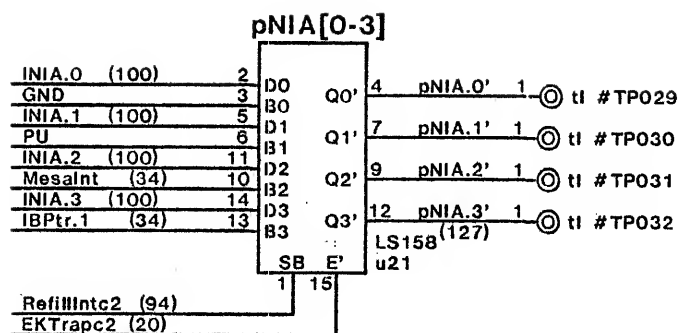 pNIA[0-3]
INIA.0 (100) 2 D0
GND 3 B0
INIA.1 (100) 5 D1
PU 6 B1
INIA.2 (100) 11 D2
MesaInt (34) 10 B2
INIA.3 (100) 14 D3
IBPtr.1 (34) 13 B3
Q0' 4 pNIA.0' 1 tl #TP029
Q1' 7 pNIA.1' 1 tl #TP030
Q2' 9 pNIA.2' 1 tl #TP031
Q3' 12 pNIA.3' 1 tl #TP032
(127)
LS158
u21
SB E'
1 15
RefillIntc2 (94)
EKTrapc2 (20)